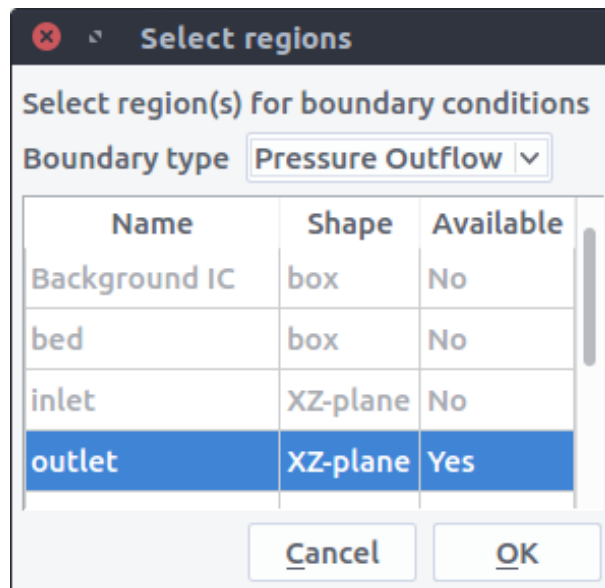 Select regions
Select region(s) for boundary conditions
Boundary type Pressure Outflow
Name Shape Available
Background IC box No
bed box No
inlet XZ-plane No
outlet XZ-plane Yes
Cancel OK